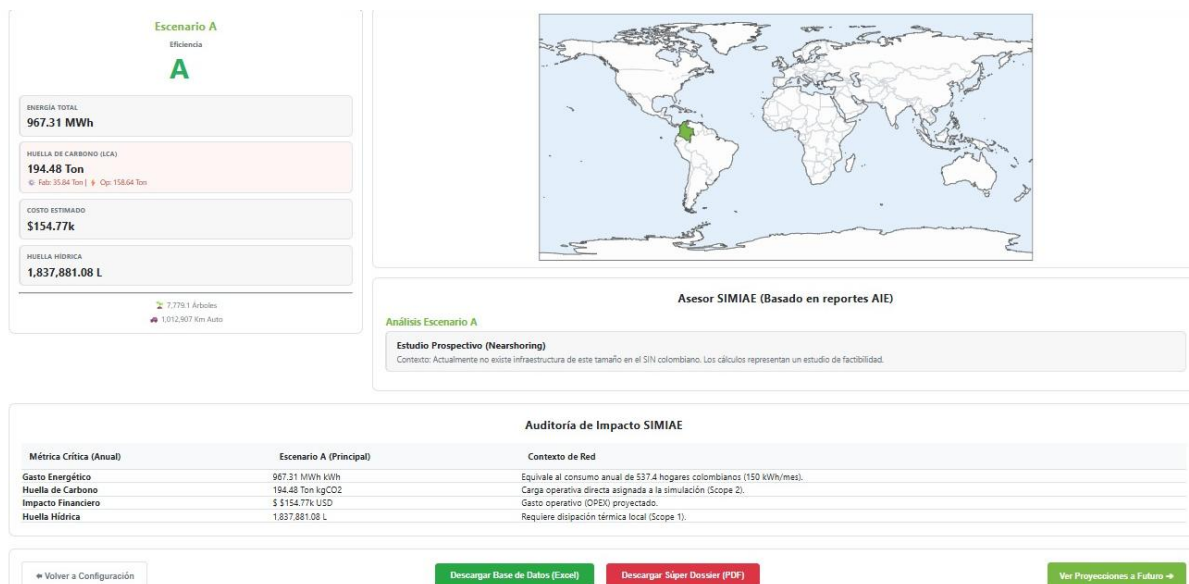 Escenario A
Eficiencia
A
ENERGÍA TOTAL
967.31 MWh
HUELLA DE CARBONO (LCA)
194.48 Ton
Fab: 35.84 Ton | Op: 158.64 Ton
COSTO ESTIMADO
$154.77k
HUELLA HÍDRICA
1,837,881.08 L
7,779.1 Árboles
1,012,907 Km Auto
Asesor SIMIAE (Basado en reportes AIE)
Análisis Escenario A
Estudio Prospectivo (Nearshoring)
Contexto: Actualmente no existe infraestructura de este tamaño en el SIN colombiano. Los cálculos representan un estudio de factibilidad.
Auditoría de Impacto SIMIAE
Métrica Crítica (Anual) Escenario A (Principal) Contexto de Red
Gasto Energético 967.31 MWh kWh Equivale al consumo anual de 537.4 hogares colombianos (150 kWh/mes).
Huella de Carbono 194.48 Ton kgCO2 Carga operativa directa asignada a la simulación (Scope 2).
Impacto Financiero $ $154.77k USD Gasto operativo (OPEX) proyectado.
Huella Hídrica 1,837,881.08 L Requiere disipación térmica local (Scope 1).
Volver a Configuración
Descargar Base de Datos (Excel)
Descargar Súper Dossier (PDF)
Ver Proyecciones a Futuro